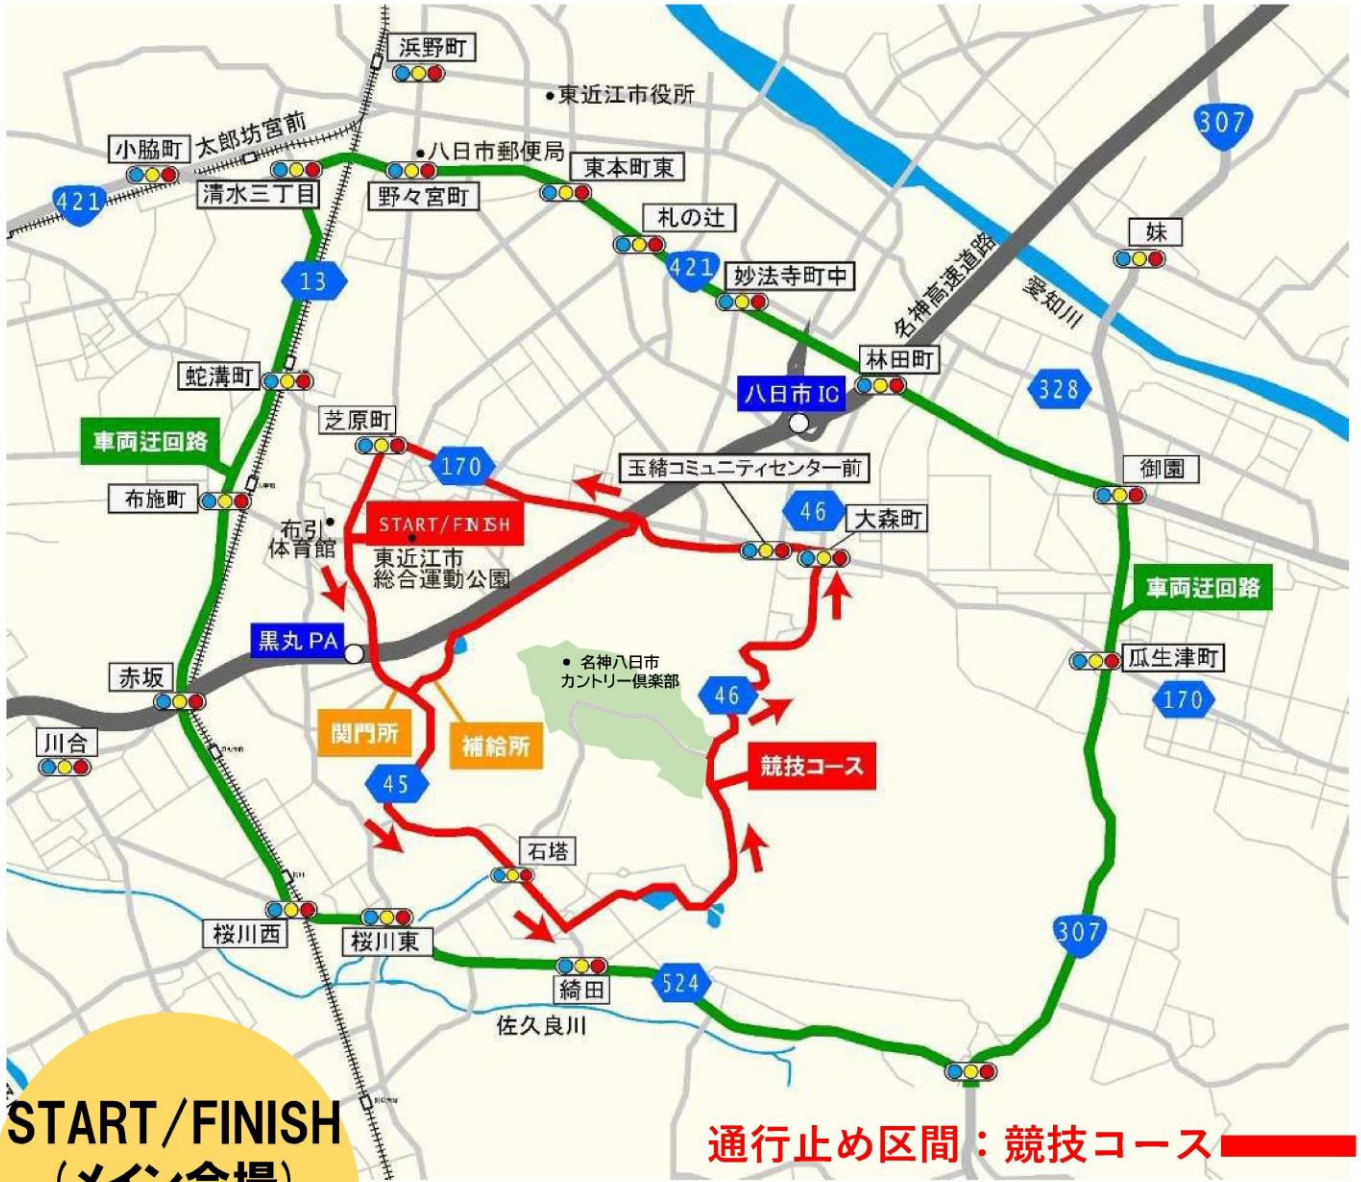 浜野町
東近江市役所
307
小脇町
太郎坊宮前
八日市郵便局
東本町東
421
清水三丁目
野々宮町
札の辻
妹
13
421
妙法寺町中
名神高速道路
愛知川
蛇溝町
林田町
八日市IC
328
芝原町
車両迂回路
170
玉緒コミュニティセンター前
御園
布施町
46
大森町
布引
体育館
START/FINISH
東近江市
総合運動公園
車両迂回路
黒丸 PA
名神八日市
カントリー倶楽部
瓜生津町
赤坂
46
170
関門所
補給所
川合
45
競技コース
石塔
桜川西
桜川東
307
綺田
524
佐久良川
START/FINISH
(メイン会場)
通行止め区間：競技コース